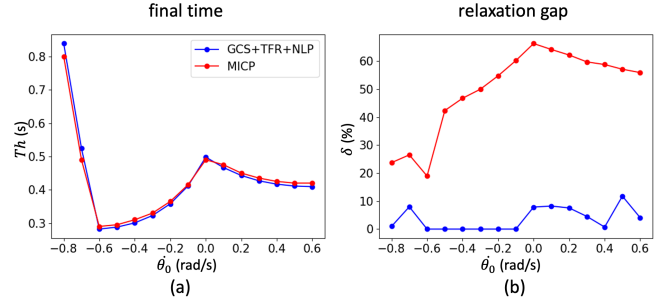 final time
relaxation gap
0.8
0.7
0.6
0.5
0.4
0.3
Th (s)
GCS+TFR+NLP
MICP
−0.8 −0.6 −0.4 −0.2 0.0 0.2 0.4 0.6
θ̇₀ (rad/s)
(a)
60
50
40
30
20
10
0
δ (%)
−0.8 −0.6 −0.4 −0.2 0.0 0.2 0.4 0.6
θ̇₀ (rad/s)
(b)